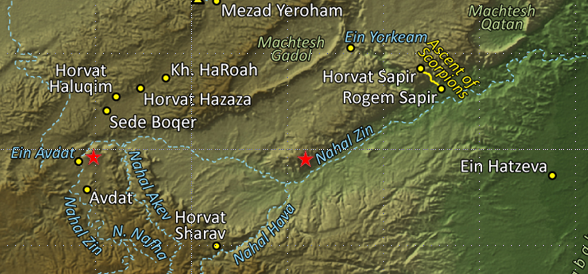 Mezad Yeroham
Machtesh
Qatan
Ein Yorkeam
Machtesh
Gadol
Ascent of
Scorpions
Kh. HaRoah
Horvat
Haluqim
Horvat Sapir
Horvat Hazaza
Rogem Sapir
Sede Boqer
Ein Avdat
Nahal Zin
Ein Hatzeva
Nahal Akev
Avdat
Horvat
Sharav
Nahal Zin
N. Nafha
Nahal Hava